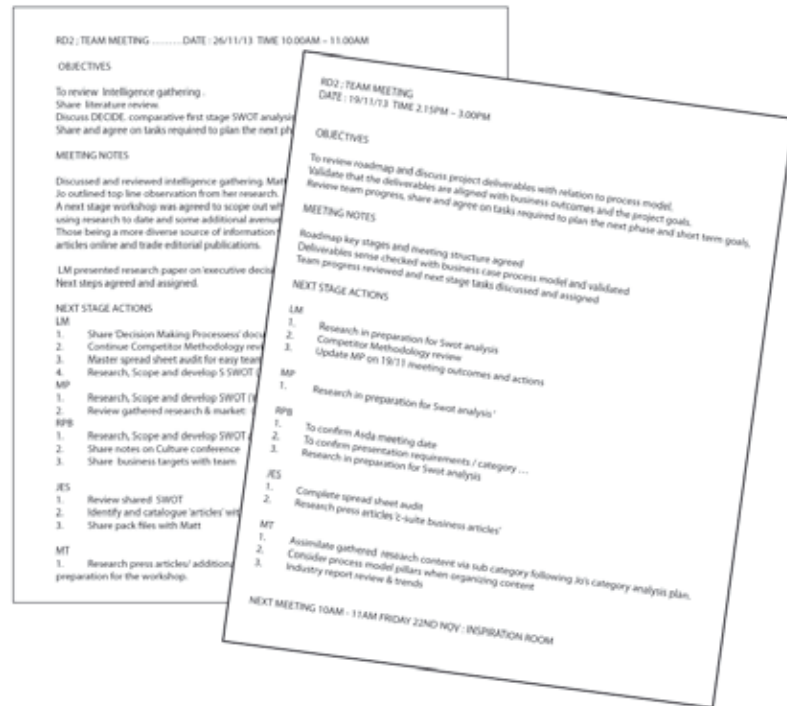 RD2 ; TEAM MEETING ..........DATE : 26/11/13 TIME 10.00AM – 11.00AM
OBJECTIVES
To review Intelligence gathering .
Share literature review.
Discuss DECIDE. comparative first stage SWOT analysis
Share and agree on tasks required to plan the next
MEETING NOTES
Discussed and reviewed intelligence gathering.
Jo outlined top line observation from her research.
A next stage workshop was agreed to scope out
using research to date and some additional
Those being a more diverse source of information
articles online and trade editorial publications.
LM presented research paper on 'executive
Next steps agreed and assigned.
NEXT STAGE ACTIONS
LM
1. Share 'Decision Making Processess'
2. Continue Competitor Methodology
3. Master spread sheet audit for easy
4. Research, Scope and develop S SWOT
MP
1. Research, Scope and develop SWOT
2. Review gathered research & market
RPB
1. Research, Scope and develop SWOT
2. Share notes on Culture conference
3. Share business targets with team
JES
1. Review shared SWOT
2. Identify and catalogue 'articles'
3. Share pack files with Matt
MT
1. Research press articles/
preparation for the workshop.
RD2 ; TEAM MEETING
DATE : 19/11/13 TIME 2.15PM – 3.00PM
OBJECTIVES
To review roadmap and discuss project deliverables with relation to process model.
Validate that the deliverables are aligned with business outcomes and the project goals.
Review team progress, share and agree on tasks required to plan the next phase and short term goals.
MEETING NOTES
Roadmap key stages and meeting structure agreed
Deliverables sense checked with business case process model and validated
Team progress reviewed and next stage tasks discussed and assigned
NEXT STAGE ACTIONS
LM
1. Research in preparation for Swot analysis
2. Competitor Methodology review
3. Update MP on 19/11 meeting outcomes and actions
MP
1. Research in preparation for Swot analysis '
RPB
1. To confirm Asda meeting date
2. To confirm presentation requirements / category ....
3. Research in preparation for Swot analysis
JES
1. Complete spread sheet audit
2. Research press articles 'c-suite business articles'
MT
1. Assimilate gathered research content via sub category following Jo's category analysis plan.
2. Consider process model pillars when organizing content
3. Industry report review & trends
NEXT MEETING 10AM - 11AM FRIDAY 22ND NOV : INSPIRATION ROOM